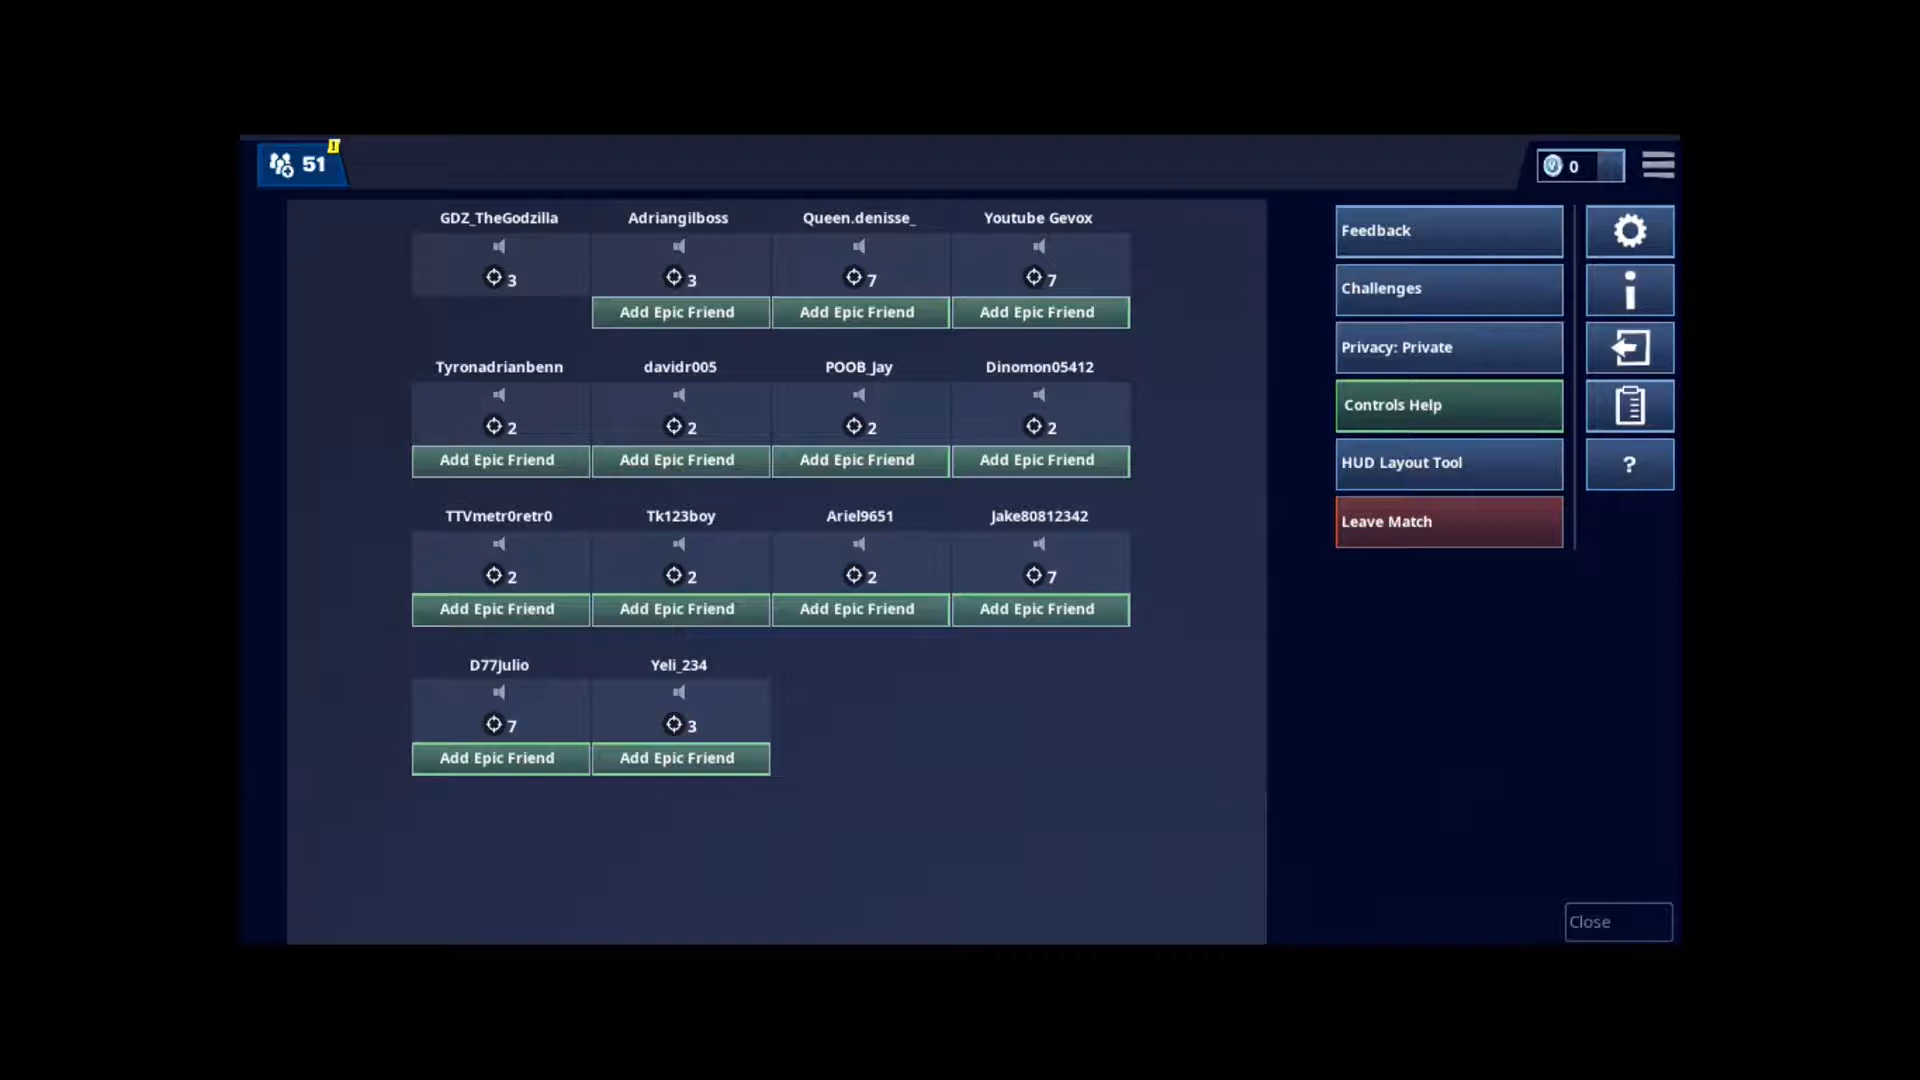 51
!
0
GDZ_TheGodzilla Adriangilboss Queen.denisse_ Youtube Gevox
3 3 7 7
Add Epic Friend Add Epic Friend Add Epic Friend
Tyronadrianbenn davidr005 POOB_Jay Dinomon05412
2 2 2 2
Add Epic Friend Add Epic Friend Add Epic Friend Add Epic Friend
TTVmetr0retr0 Tk123boy Ariel9651 Jake80812342
2 2 2 7
Add Epic Friend Add Epic Friend Add Epic Friend Add Epic Friend
D77Julio Yeli_234
7 3
Add Epic Friend Add Epic Friend
Feedback
Challenges
Privacy: Private
Controls Help
HUD Layout Tool
?
Leave Match
Close